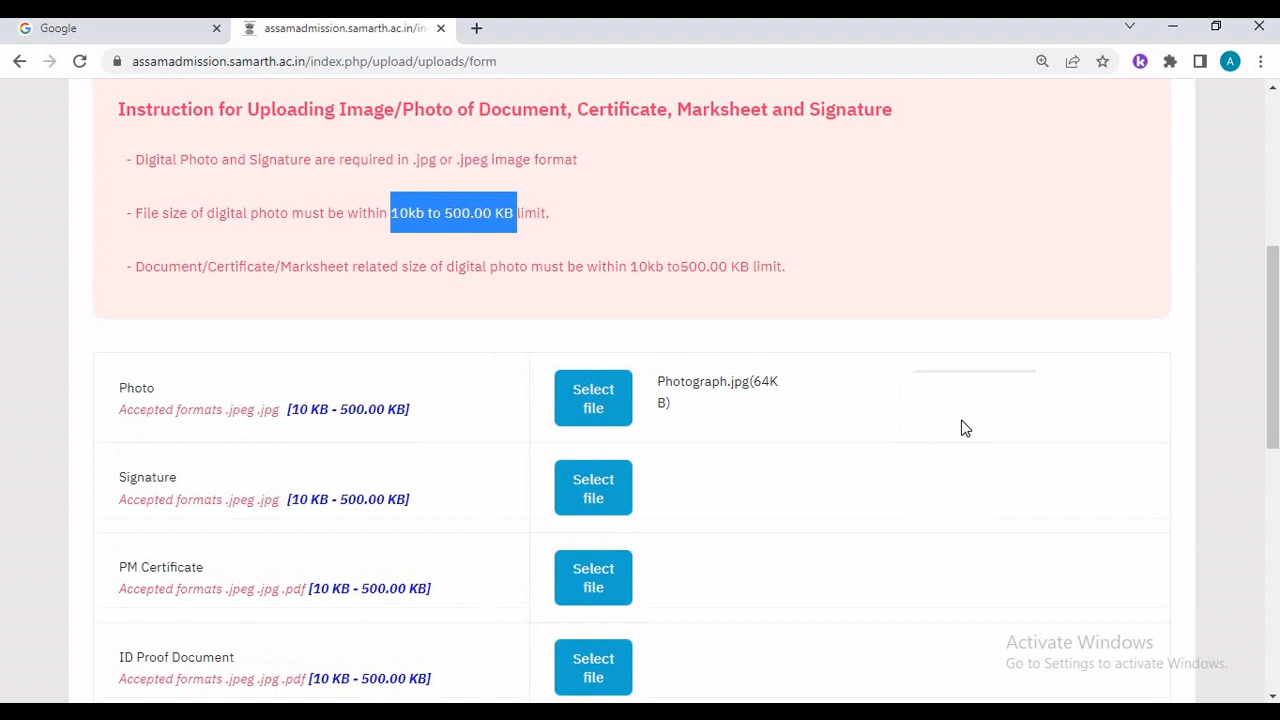 Google
assamadmission.samarth.ac.in/in
assamadmission.samarth.ac.in/index.php/upload/uploads/form
A
Instruction for Uploading Image/Photo of Document, Certificate, Marksheet and Signature
- Digital Photo and Signature are required in .jpg or .jpeg image format
- File size of digital photo must be within 10kb to 500.00 KB limit.
- Document/Certificate/Marksheet related size of digital photo must be within 10kb to500.00 KB limit.
Photo
Accepted formats .jpeg .jpg [10 KB - 500.00 KB]
Select
file
Photograph.jpg(64K
B)
Signature
Accepted formats .jpeg .jpg [10 KB - 500.00 KB]
Select
file
PM Certificate
Accepted formats .jpeg .jpg .pdf [10 KB - 500.00 KB]
Select
file
ID Proof Document
Accepted formats .jpeg .jpg .pdf [10 KB - 500.00 KB]
Select
file
Activate Windows
Go to Settings to activate Windows.